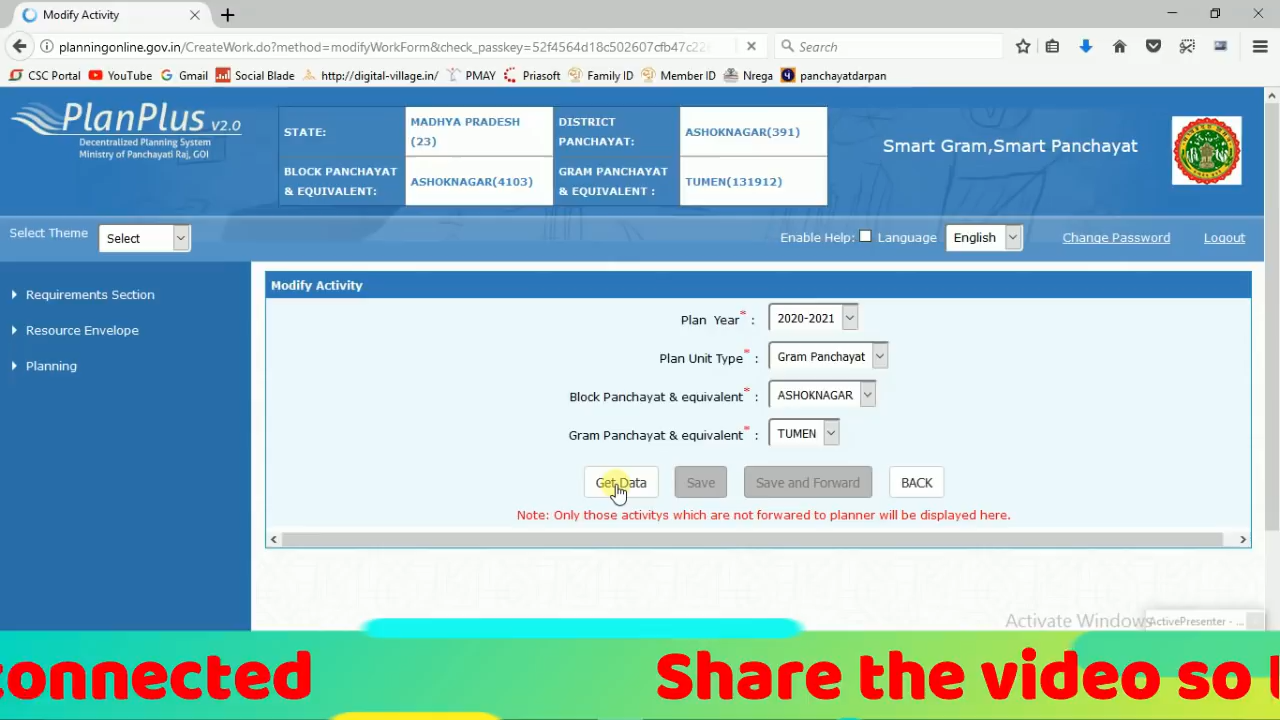 Modify Activity
planningonline.gov.in/CreateWork.do?method=modifyWorkForm&check_passkey=52f4564d18c502607cfb47c22
Search
CSC Portal YouTube Gmail Social Blade http://digital-village.in/ PMAY Priasoft Family ID Member ID Nrega panchayatdarpan
PlanPlus v2.0
Decentralized Planning System
Ministry of Panchayati Raj, GOI
STATE: MADHYA PRADESH (23) DISTRICT PANCHAYAT: ASHOKNAGAR(391)
BLOCK PANCHAYAT & EQUIVALENT: ASHOKNAGAR(4103) GRAM PANCHAYAT & EQUIVALENT : TUMEN(131912)
Smart Gram,Smart Panchayat
Select Theme Select Enable Help: Language English Change Password Logout
Requirements Section
Resource Envelope
Planning
Modify Activity
Plan Year* : 2020-2021
Plan Unit Type* : Gram Panchayat
Block Panchayat & equivalent* : ASHOKNAGAR
Gram Panchayat & equivalent* : TUMEN
Get Data Save Save and Forward BACK
Note: Only those activitys which are not forwared to planner will be displayed here.
Activate Windows
ActivePresenter - ...
connected Share the video so t